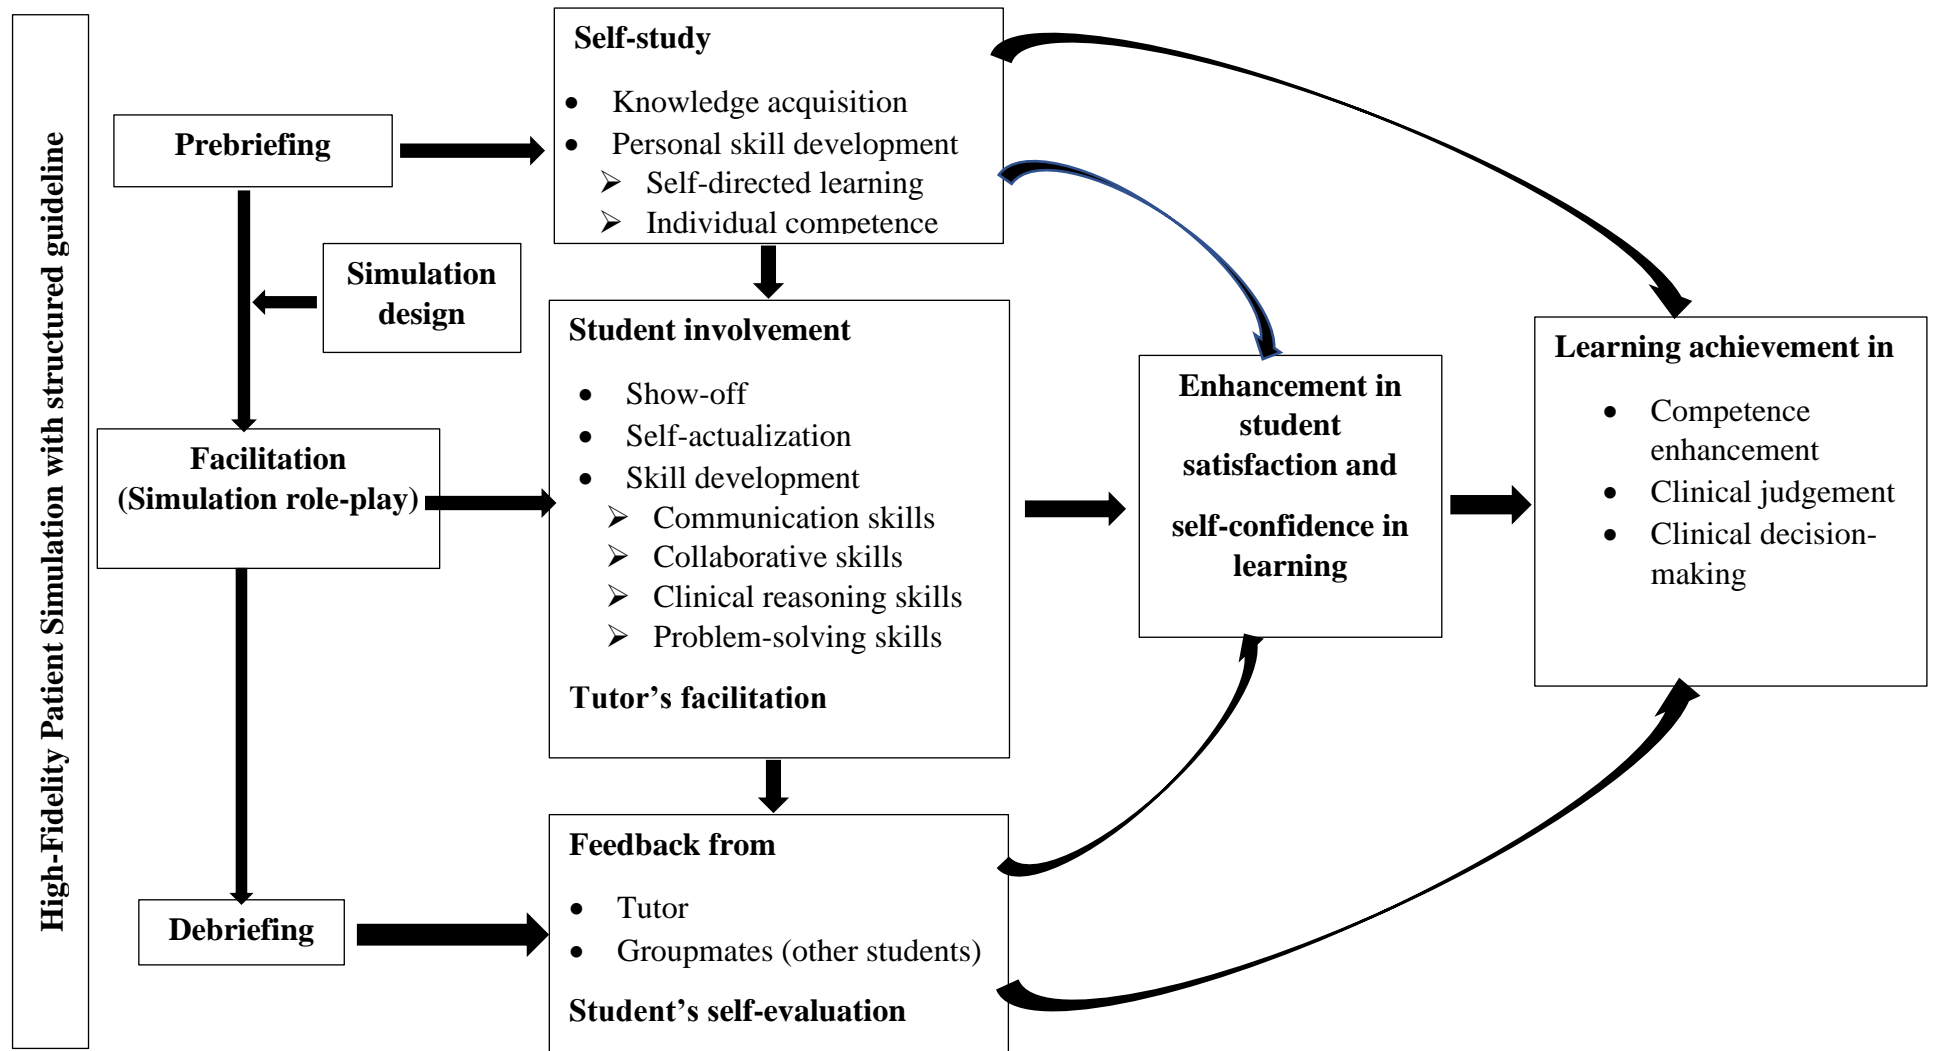 High-Fidelity Patient Simulation with structured guideline
Prebriefing
Simulation
design
Facilitation
(Simulation role-play)
Debriefing
Self-study
• Knowledge acquisition
• Personal skill development
➢ Self-directed learning
➢ Individual competence
Student involvement
• Show-off
• Self-actualization
• Skill development
➢ Communication skills
➢ Collaborative skills
➢ Clinical reasoning skills
➢ Problem-solving skills
Tutor’s facilitation
Feedback from
• Tutor
• Groupmates (other students)
Student’s self-evaluation
Enhancement in
student
satisfaction and
self-confidence in
learning
Learning achievement in
• Competence
enhancement
• Clinical judgement
• Clinical decision-
making